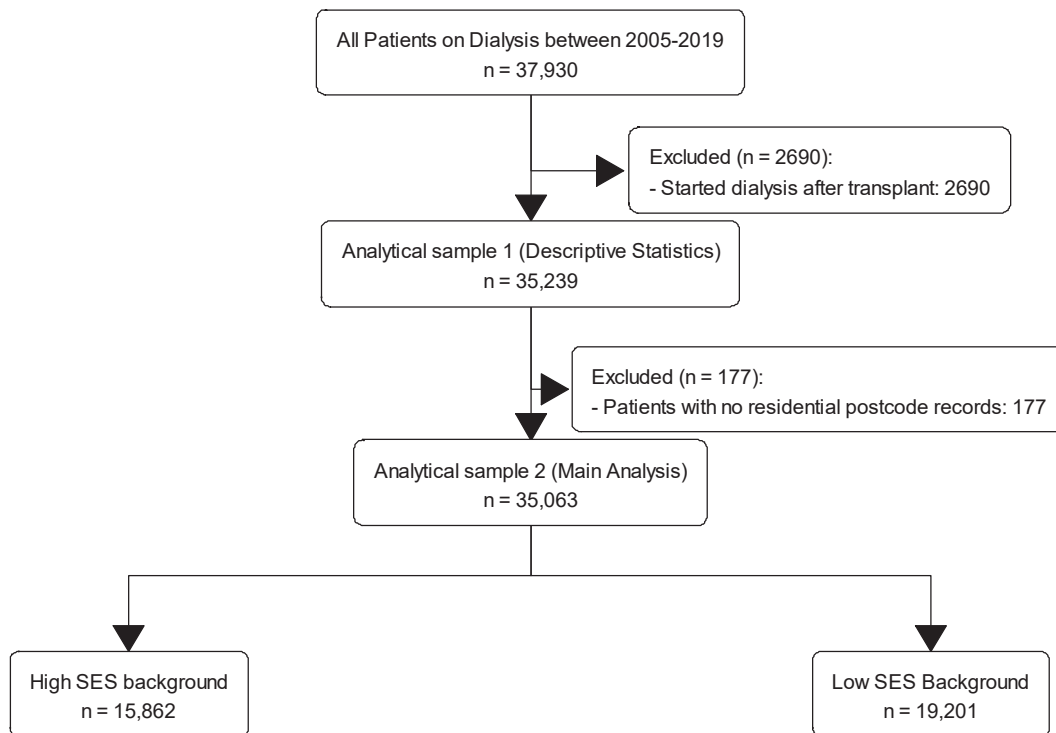 All Patients on Dialysis between 2005-2019
n = 37,930
Excluded (n = 2690):
- Started dialysis after transplant: 2690
Analytical sample 1 (Descriptive Statistics)
n = 35,239
Excluded (n = 177):
- Patients with no residential postcode records: 177
Analytical sample 2 (Main Analysis)
n = 35,063
High SES background
n = 15,862
Low SES Background
n = 19,201